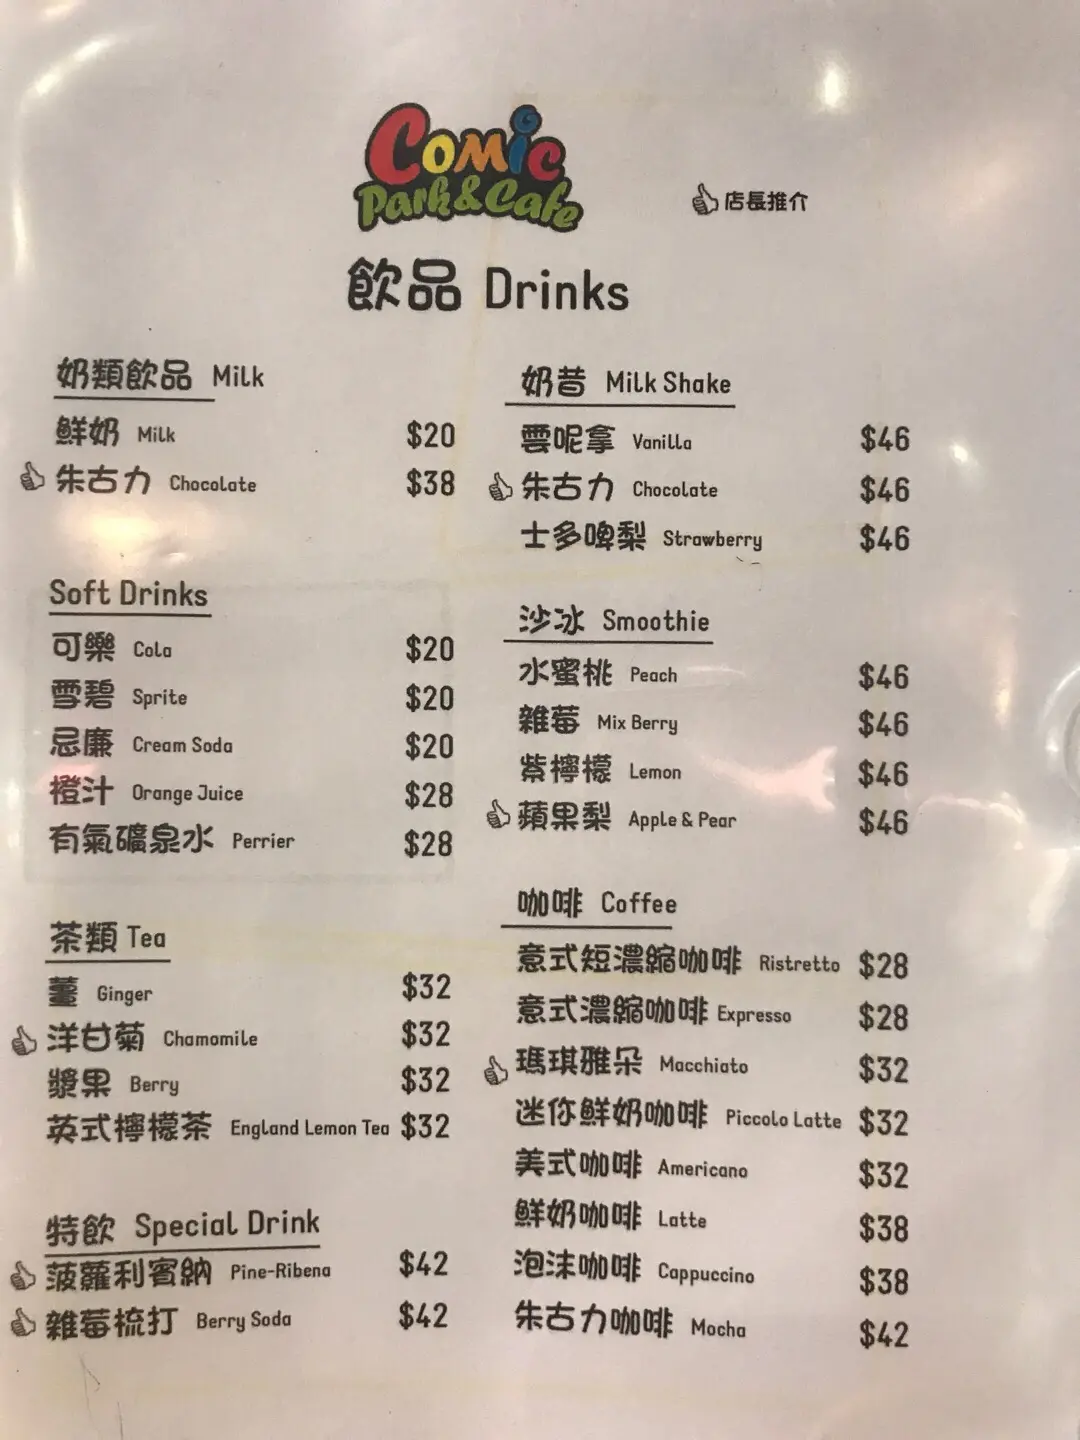 Comic
Park&Cafe
店長推介
飲品 Drinks
奶類飲品 Milk
鮮奶 Milk $20
朱古力 Chocolate $38
Soft Drinks
可樂 Cola $20
雪碧 Sprite $20
忌廉 Cream Soda $20
橙汁 Orange Juice $28
有氣礦泉水 Perrier $28
茶類 Tea
薑 Ginger $32
洋甘菊 Chamomile $32
漿果 Berry $32
英式檸檬茶 England Lemon Tea $32
特飲 Special Drink
菠蘿利賓納 Pine-Ribena $42
雜莓梳打 Berry Soda $42
奶昔 Milk Shake
雲呢拿 Vanilla $46
朱古力 Chocolate $46
士多啤梨 Strawberry $46
沙冰 Smoothie
水蜜桃 Peach $46
雜莓 Mix Berry $46
紫檸檬 Lemon $46
蘋果梨 Apple & Pear $46
咖啡 Coffee
意式短濃縮咖啡 Ristretto $28
意式濃縮咖啡 Expresso $28
瑪琪雅朵 Macchiato $32
迷你鮮奶咖啡 Piccolo Latte $32
美式咖啡 Americano $32
鮮奶咖啡 Latte $38
泡沫咖啡 Cappuccino $38
朱古力咖啡 Mocha $42